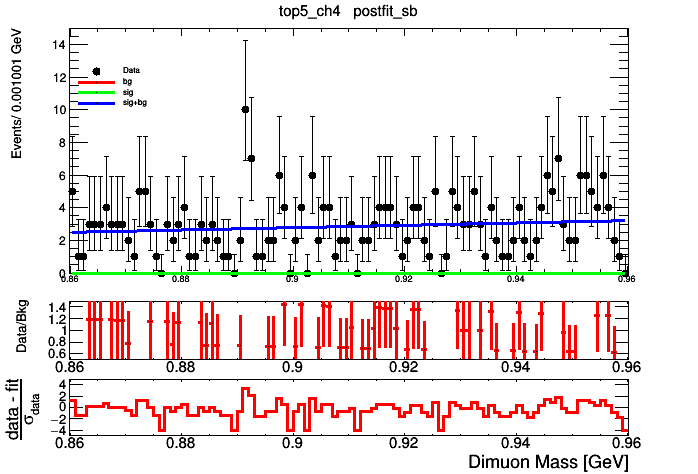 top5_ch4 postfit_sb
Events/ 0.001001 GeV
14
12
10
8
6
4
2
0
Data
bg
sig
sig+bg
0.86 0.88 0.9 0.92 0.94 0.96
Data/Bkg
1.4
1.2
1.0
0.8
0.6
0.86 0.88 0.9 0.92 0.94 0.96
data - fit
σdata
4
2
0
−2
−4
0.86 0.88 0.9 0.92 0.94 0.96
Dimuon Mass [GeV]